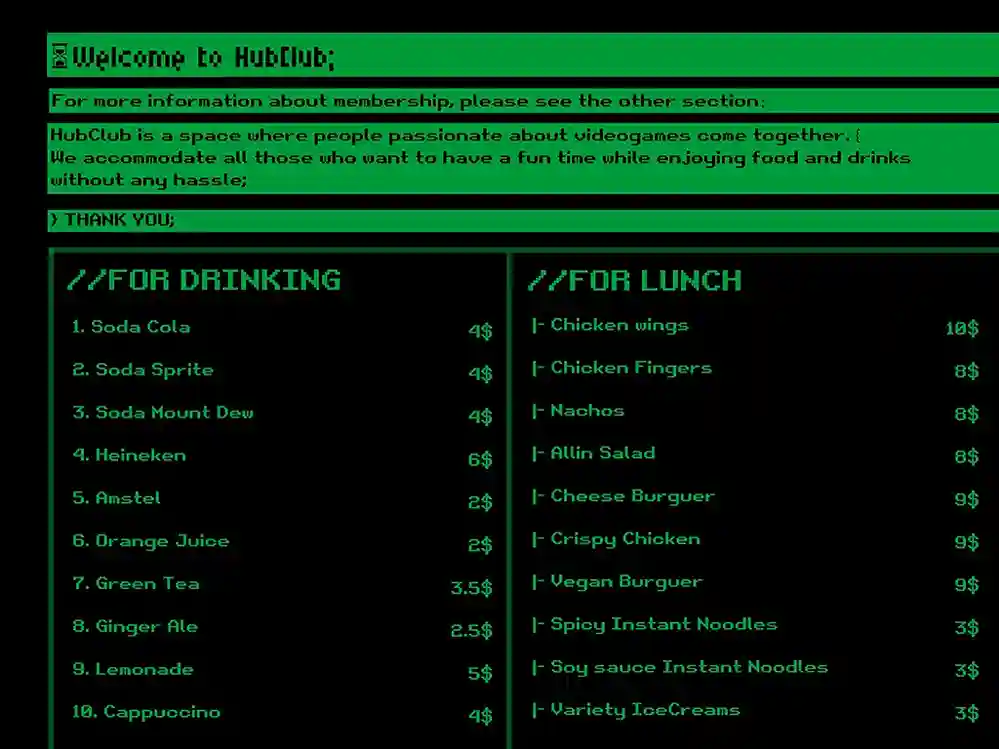 ⌛Welcome to HubClub;
For more information about membership, please see the other section;
HubClub is a space where people passionate about videogames come together. {
We accommodate all those who want to have a fun time while enjoying food and drinks
without any hassle;
} THANK YOU;
//FOR DRINKING
1. Soda Cola 4$
2. Soda Sprite 4$
3. Soda Mount Dew 4$
4. Heineken 6$
5. Amstel 2$
6. Orange Juice 2$
7. Green Tea 3.5$
8. Ginger Ale 2.5$
9. Lemonade 5$
10. Cappuccino 4$
//FOR LUNCH
|- Chicken wings 10$
|- Chicken Fingers 8$
|- Nachos 8$
|- Allin Salad 8$
|- Cheese Burguer 9$
|- Crispy Chicken 9$
|- Vegan Burguer 9$
|- Spicy Instant Noodles 3$
|- Soy sauce Instant Noodles 3$
|- Variety IceCreams 3$